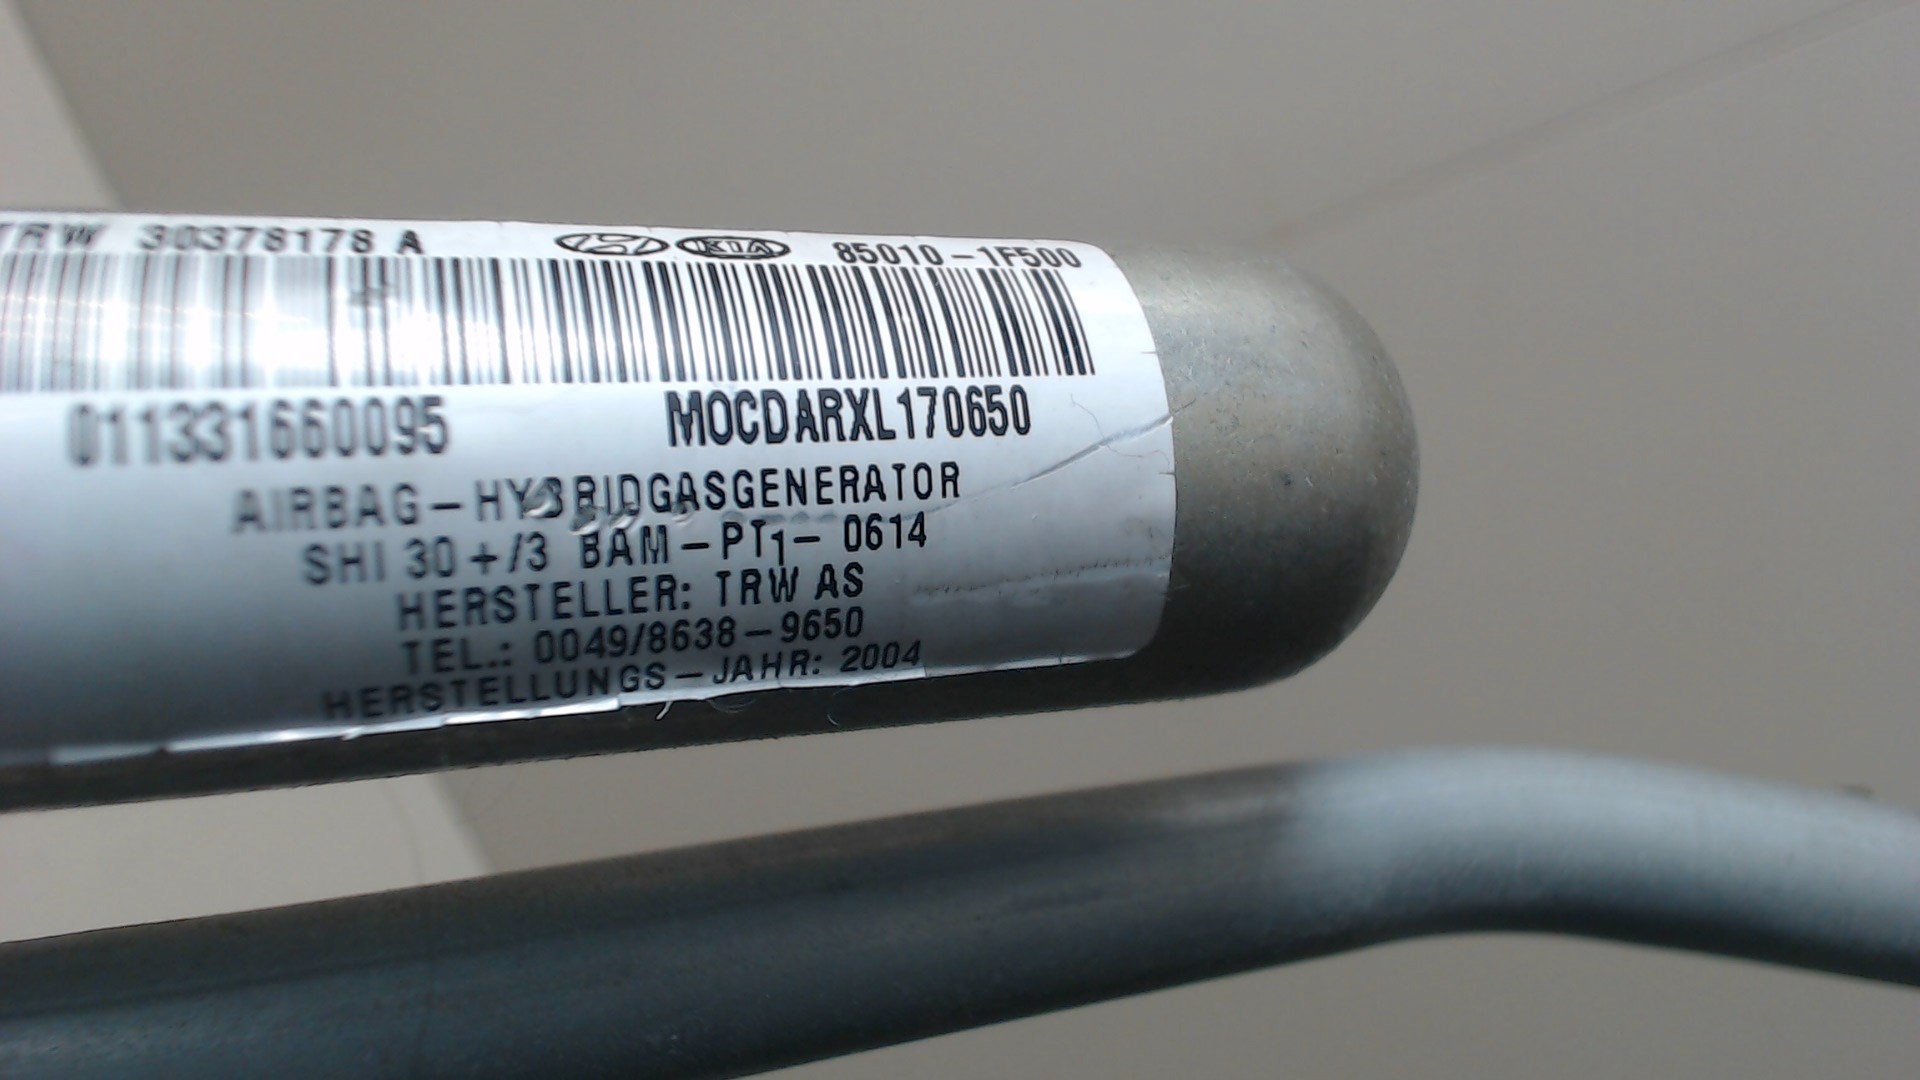 TRW 30378178 A KIA 85010-1F500
011331660095 MOCDARXL170650
AIRBAG-HYBRIDGASGENERATOR
SHI 30 +/3 BAM-PT1- 0614
HERSTELLER: TRW AS
TEL.: 0049/8638-9650
HERSTELLUNGS-JAHR: 2004